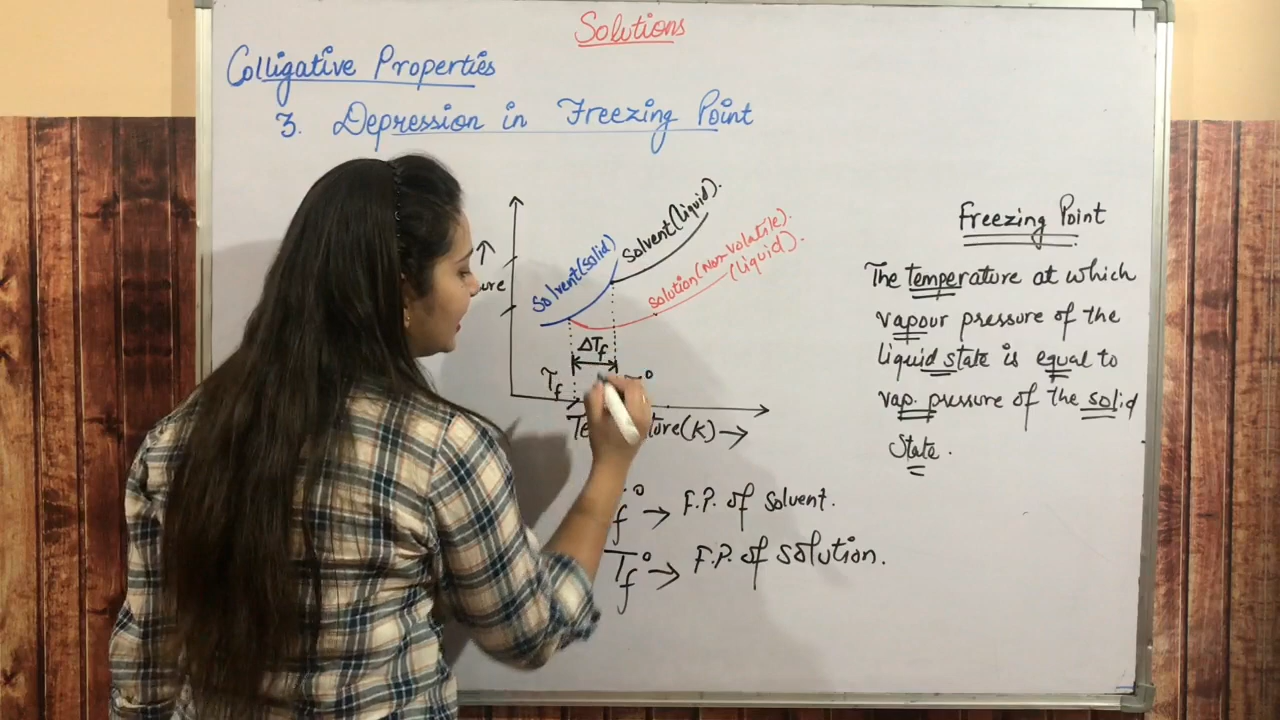 Solutions
Colligative Properties
3. Depression in Freezing Point
Solvent(solid)
Solvent(liquid).
solution(Non-volatile).
(liquid).
ΔTf
Tf
(K) →
f° → F.P. of solvent.
Tf° → F.P. of solution.
Freezing Point
The temperature at which
vapour pressure of the
liquid state is equal to
vap. pressure of the solid
state.